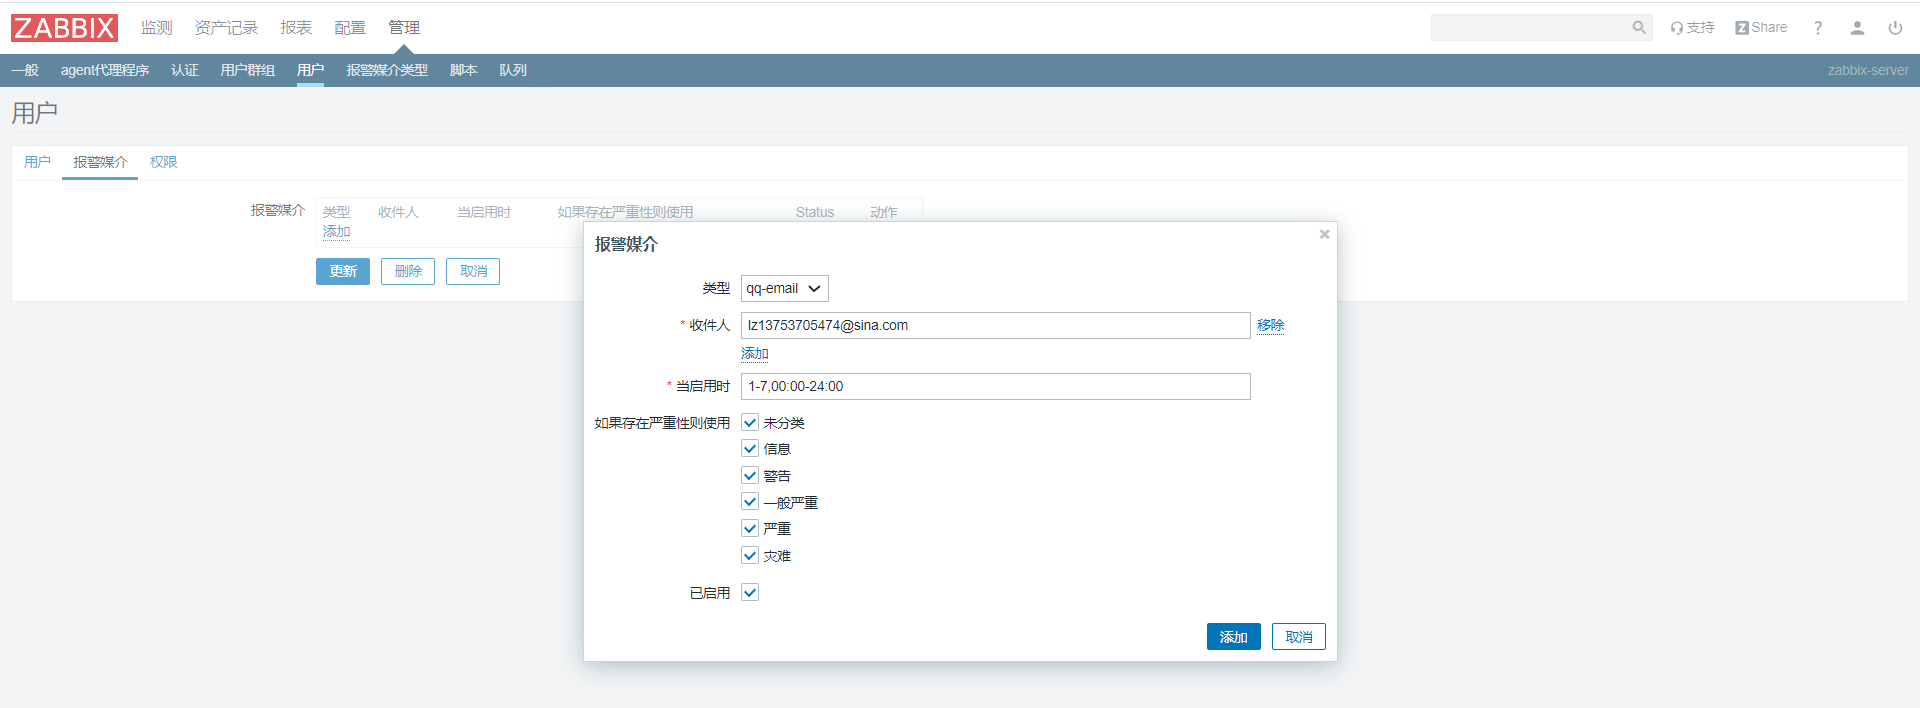 ZABBIX 监测 资产记录 报表 配置 管理 支持 Z Share ?
一般 agent代理程序 认证 用户群组 用户 报警媒介类型 脚本 队列 zabbix-server
用户
用户 报警媒介 权限
报警媒介 类型 收件人 当启用时 如果存在严重性则使用 Status 动作
添加
更新 删除 取消
报警媒介
类型 qq-email
* 收件人 lz13753705474@sina.com 移除
添加
* 当启用时 1-7,00:00-24:00
如果存在严重性则使用 未分类
信息
警告
一般严重
严重
灾难
已启用
添加 取消